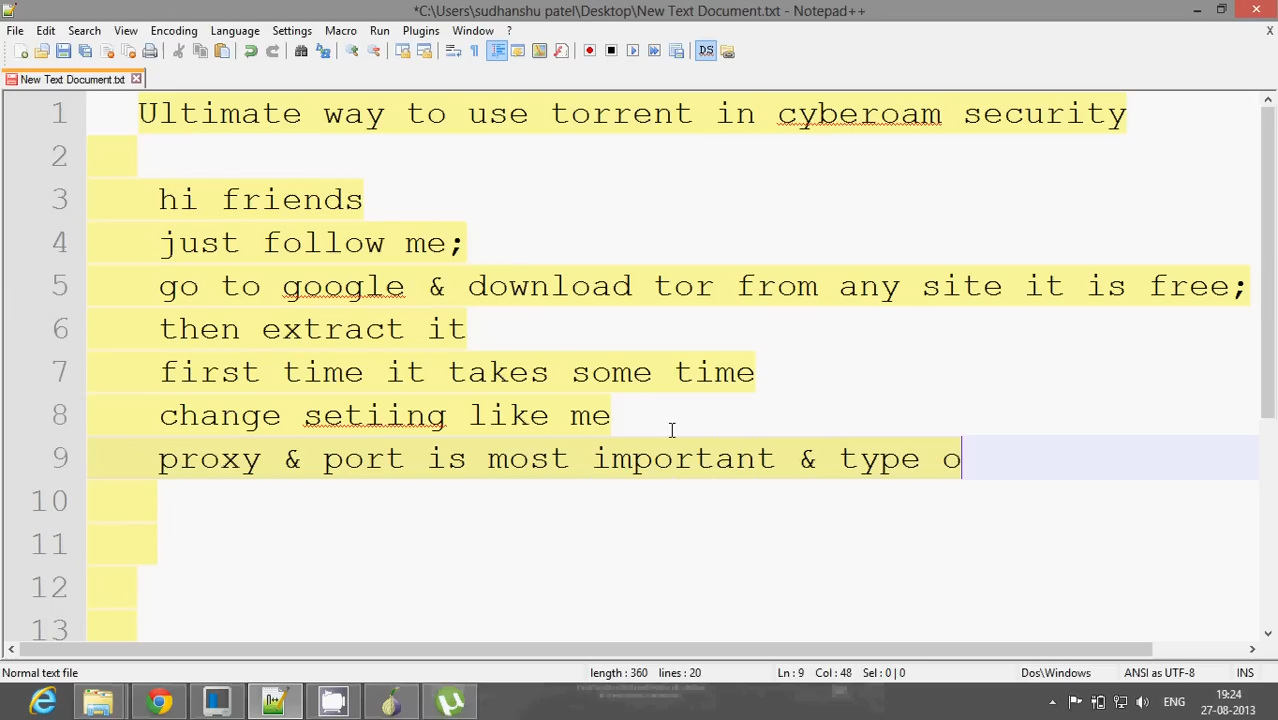 *C:\Users\sudhanshu patel\Desktop\New Text Document.txt - Notepad++
File Edit Search View Encoding Language Settings Macro Run Plugins Window ? X
New Text Document.txt
1 Ultimate way to use torrent in cyberoam security
2
3 hi friends
4 just follow me;
5 go to google & download tor from any site it is free;
6 then extract it
7 first time it takes some time
8 change setiing like me
9 proxy & port is most important & type o
10
11
12
13
Normal text file length : 360 lines : 20 Ln : 9 Col : 48 Sel : 0 | 0 Dos\Windows ANSI as UTF-8 INS
ENG 19:24
27-08-2013